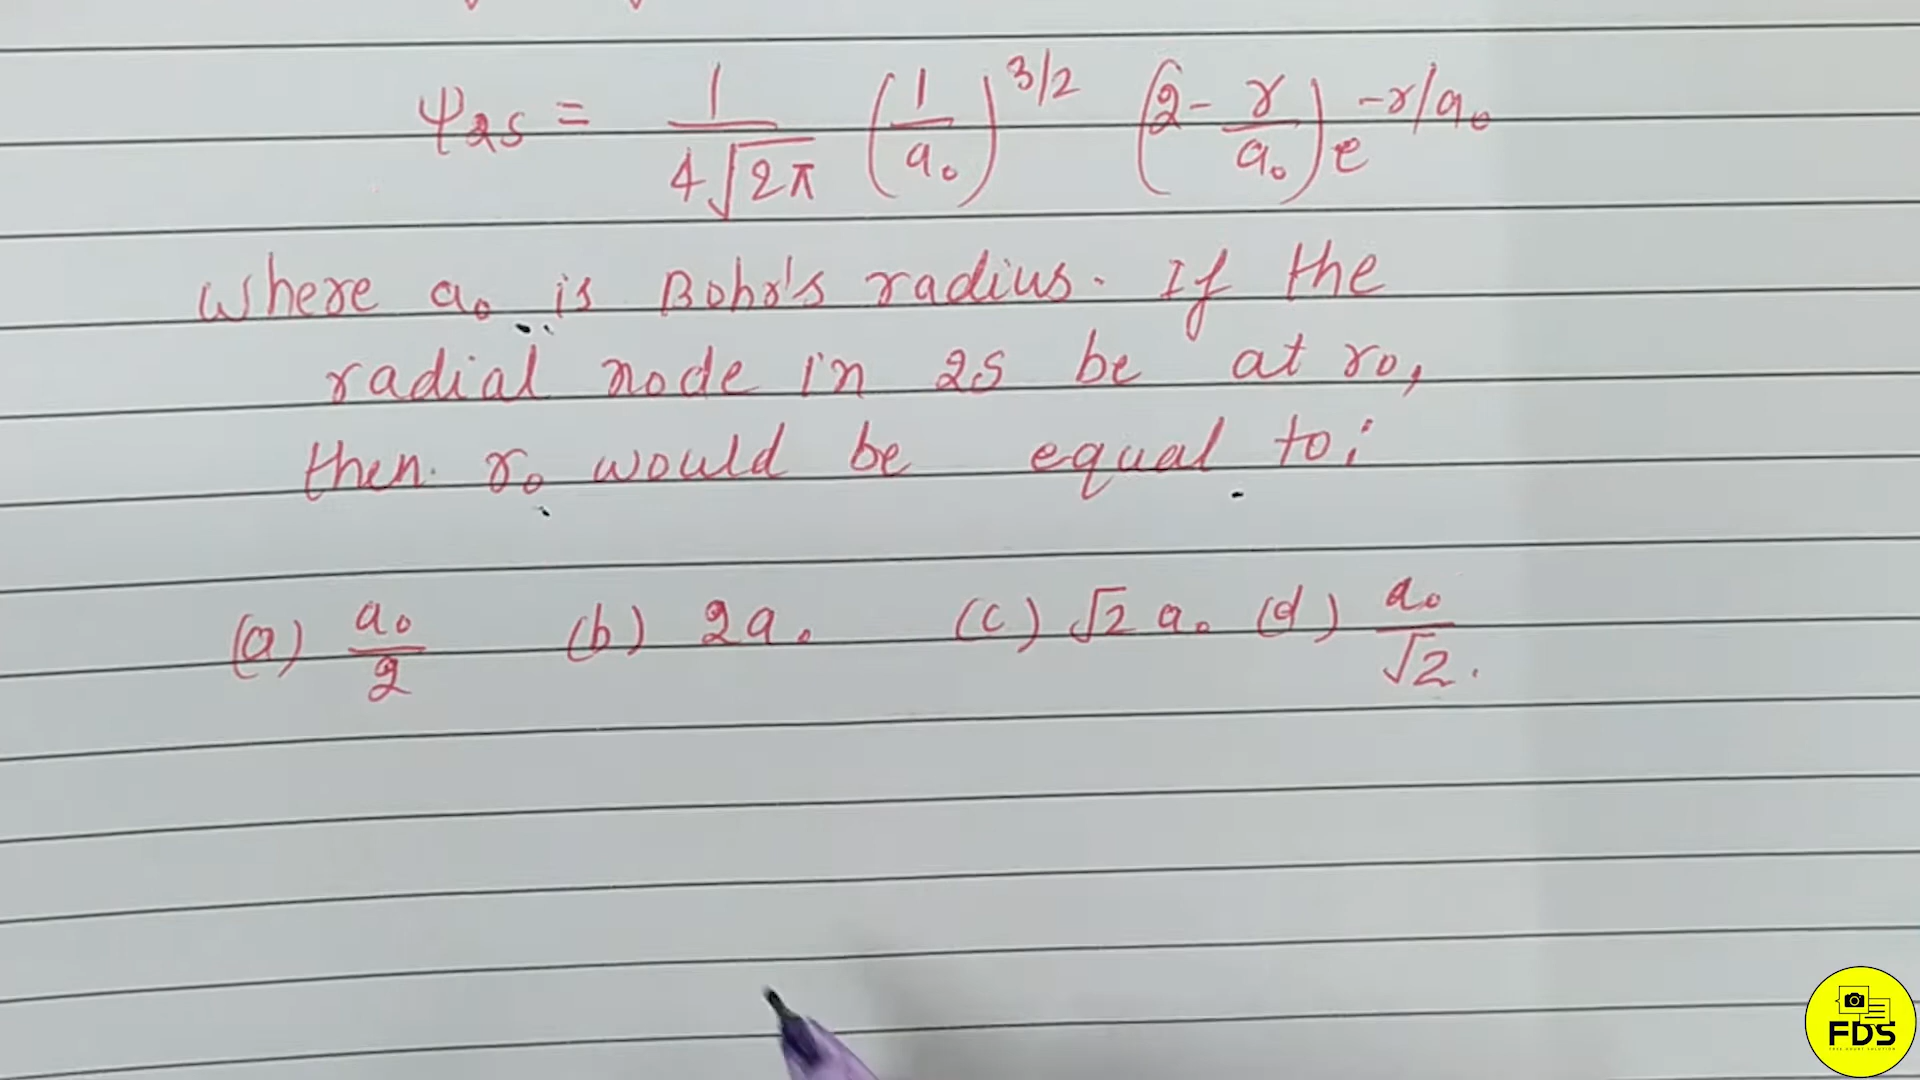 ψ2s = 1/4√2π (1/a0)^3/2 (2 - r/a0) e^-r/a0
where a0 is Bohr's radius. If the
radial node in 2S be at r0,
then r0 would be equal to:
(a) a0/2 (b) 2a0 (c) √2 a0 (d) a0/√2.
FDS